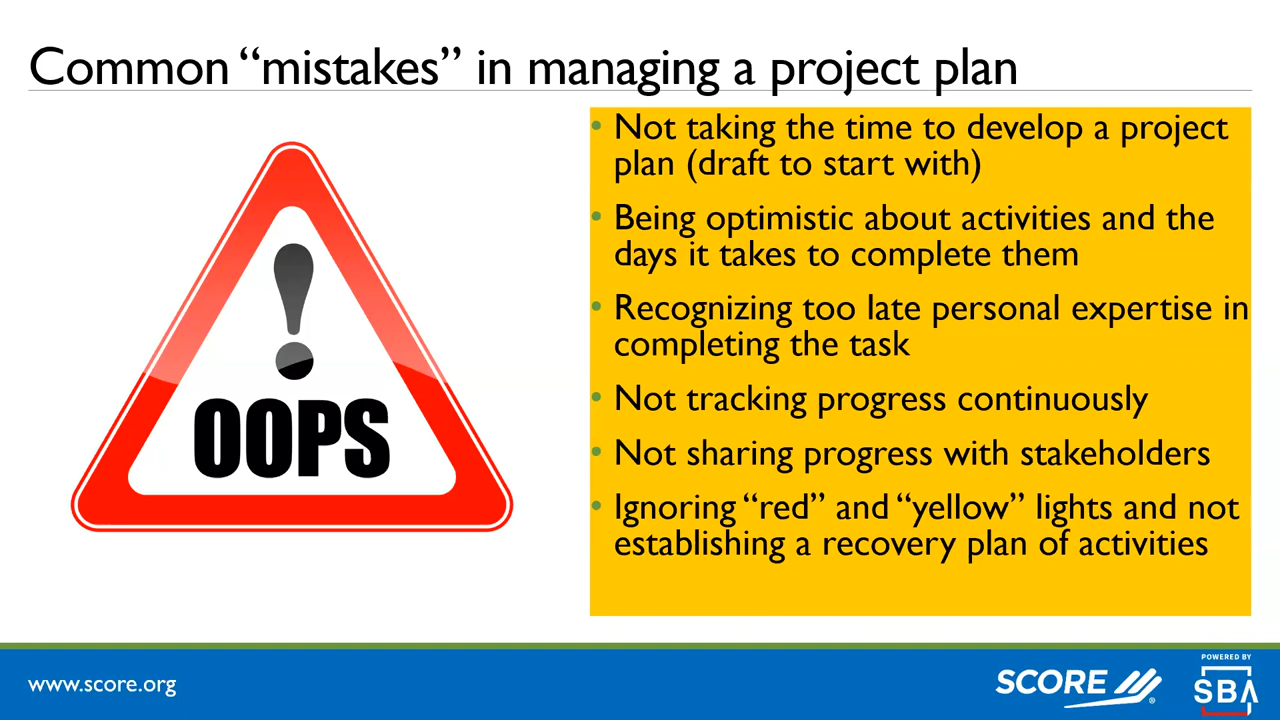 Common “mistakes” in managing a project plan
! OOPS
• Not taking the time to develop a project
plan (draft to start with)
• Being optimistic about activities and the
days it takes to complete them
• Recognizing too late personal expertise in
completing the task
• Not tracking progress continuously
• Not sharing progress with stakeholders
• Ignoring “red” and “yellow” lights and not
establishing a recovery plan of activities
www.score.org
SCORE
®
POWERED BY
SBA